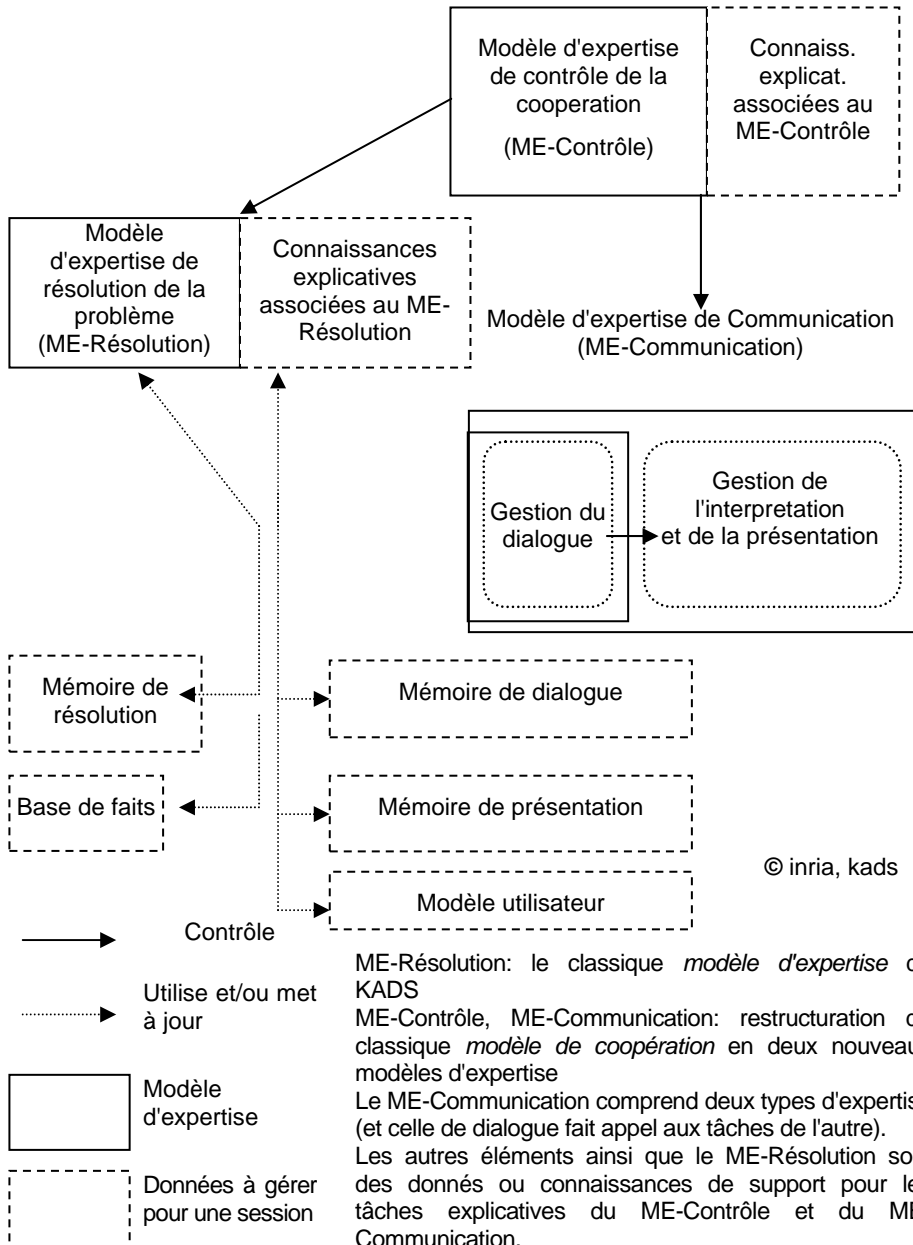 Modèle d'expertise
de contrôle de la
cooperation
(ME-Contrôle)
Connaiss.
explicat.
associées au
ME-Contrôle
Modèle
d'expertise de
résolution de la
problème
(ME-Résolution)
Connaissances
explicatives
associées au ME-
Résolution
Modèle d'expertise de Communication
(ME-Communication)
Gestion du
dialogue
Gestion de
l'interpretation
et de la présentation
Mémoire de
résolution
Mémoire de dialogue
Base de faits
Mémoire de présentation
Modèle utilisateur
© inria, kads
Contrôle
Utilise et/ou met
à jour
Modèle
d'expertise
Données à gérer
pour une session
ME-Résolution: le classique modèle d'expertise
KADS
ME-Contrôle, ME-Communication: restructuration
classique modèle de coopération en deux nouveau
modèles d'expertise
Le ME-Communication comprend deux types d'expertis
(et celle de dialogue fait appel aux tâches de l'autre).
Les autres éléments ainsi que le ME-Résolution so
des donnés ou connaissances de support pour le
tâches explicatives du ME-Contrôle et du ME
Communication.